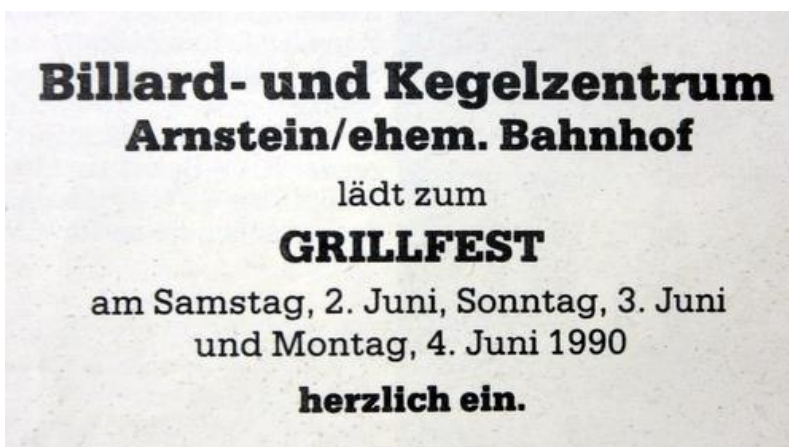 Billard- und Kegelzentrum
Arnstein/ehem. Bahnhof
lädt zum
GRILLFEST
am Samstag, 2. Juni, Sonntag, 3. Juni
und Montag, 4. Juni 1990
herzlich ein.